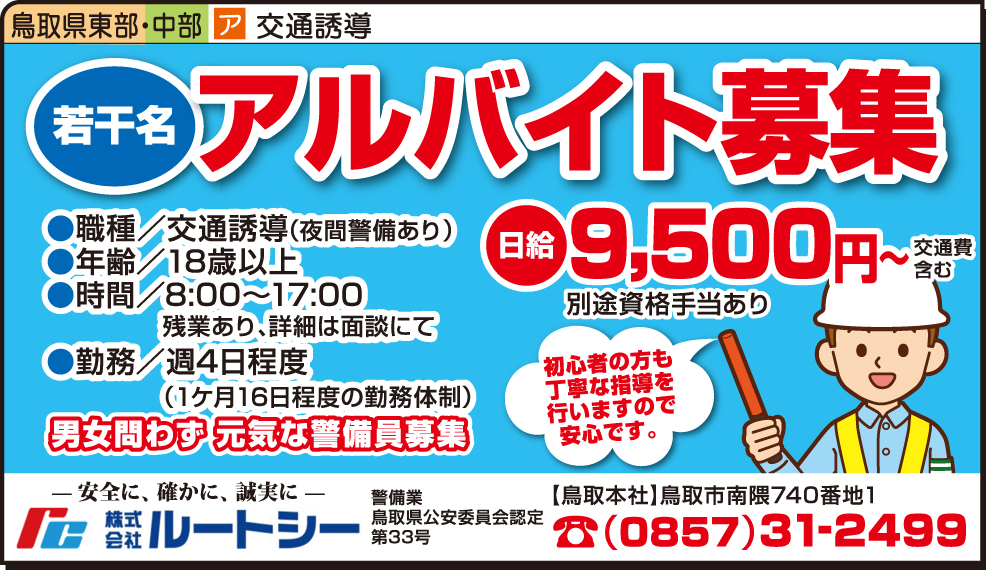 鳥取県東部・中部 ア 交通誘導
若干名 アルバイト募集
●職種／交通誘導(夜間警備あり)
●年齢／18歳以上
●時間／8:00～17:00
残業あり、詳細は面談にて
●勤務／週4日程度
(1ケ月16日程度の勤務体制)
男女問わず 元気な警備員募集
日給 9,500円～ 交通費
含む
別途資格手当あり
初心者の方も
丁寧な指導を
行いますので
安心です。
― 安全に、確かに、誠実に ―
rc 株式
会社 ルートシー
警備業
鳥取県公安委員会認定
第33号
【鳥取本社】鳥取市南隈740番地1
☎(0857)31-2499